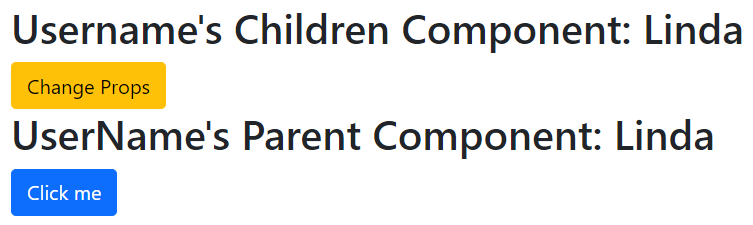 Username's Children Component: Linda
Change Props
UserName's Parent Component: Linda
Click me